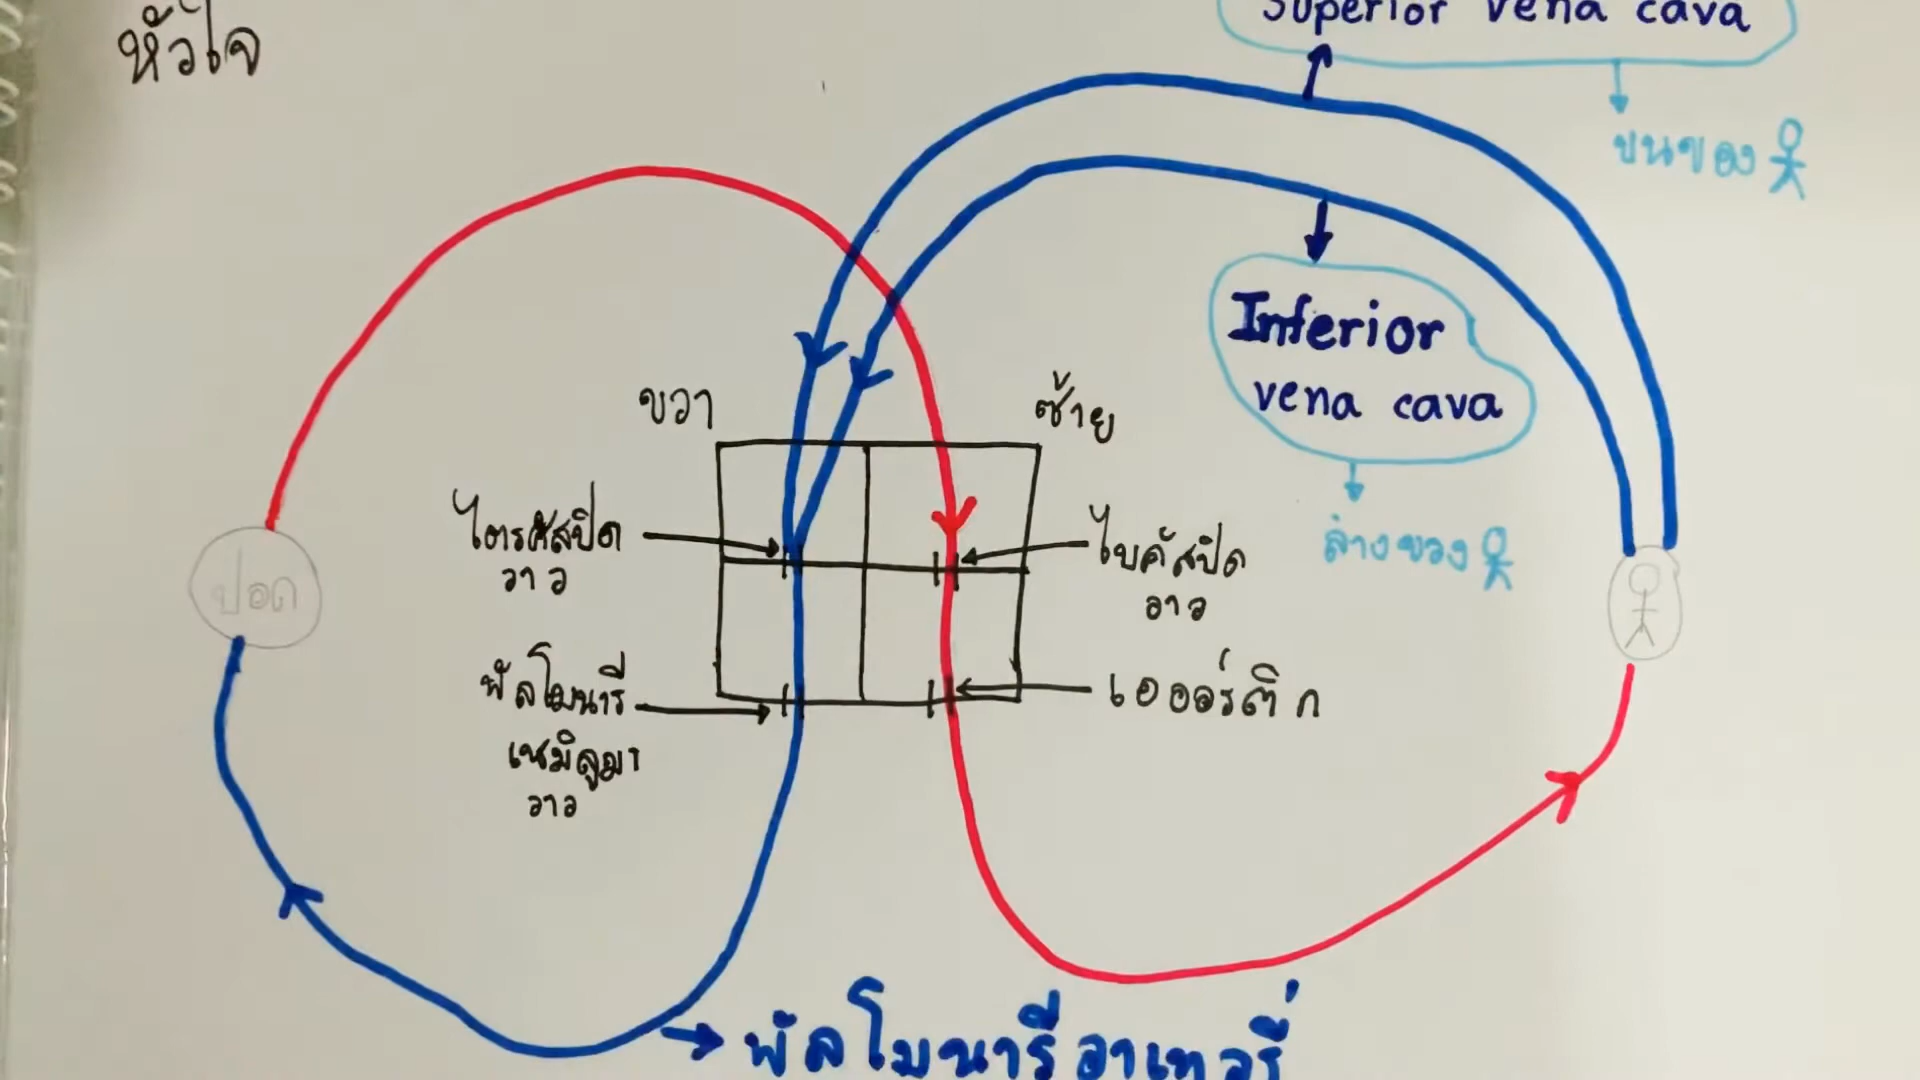 หัวใจ
Superior vena cava
บนของ
Inferior
vena cava
ล่างของ
ขวา
ซ้าย
ไตรคัสปิด
วาว
ไบคัสปิด
วาว
ปอด
พัลโมนารี
เซมิลูนา
วาว
เอออร์ติก
พัลโมนารีอาเทอรี่